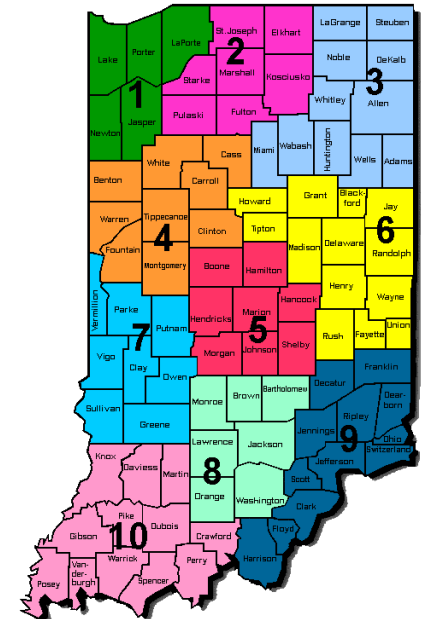 LaGrange
Steuben
St.Joseph
Elkhart
LaPorte
Porter
Lake
2
Noble
DeKalb
Marshall
Starke
Kosciusko
3
1
Whitley
Allen
Pulaski
Fulton
Jasper
Newton
Miami
Wabash
Huntington
Wells
Adams
White
Cass
Benton
Carroll
Howard
Grant
Black-
ford
Jay
Warren
Tippecanoe
Clinton
Tipton
6
4
Madison
Delaware
Randolph
Fountain
Montgomery
Boone
Hamilton
Henry
Wayne
Vermillion
Parke
Putnam
Hendricks
Marion
Hancock
7
5
Rush
Fayette
Union
Vigo
Clay
Morgan
Johnson
Shelby
Owen
Franklin
Decatur
Sullivan
Monroe
Brown
Bartholomew
Dear-
born
Greene
Ripley
Jennings
9
Ohio
Knox
Lawrence
Jackson
Switzerland
Daviess
Martin
8
Jefferson
Scott
Orange
Washington
Clark
Pike
Gibson
10
Dubois
Crawford
Floyd
Harrison
Warrick
Perry
Posey
Van-
der-
burgh
Spencer